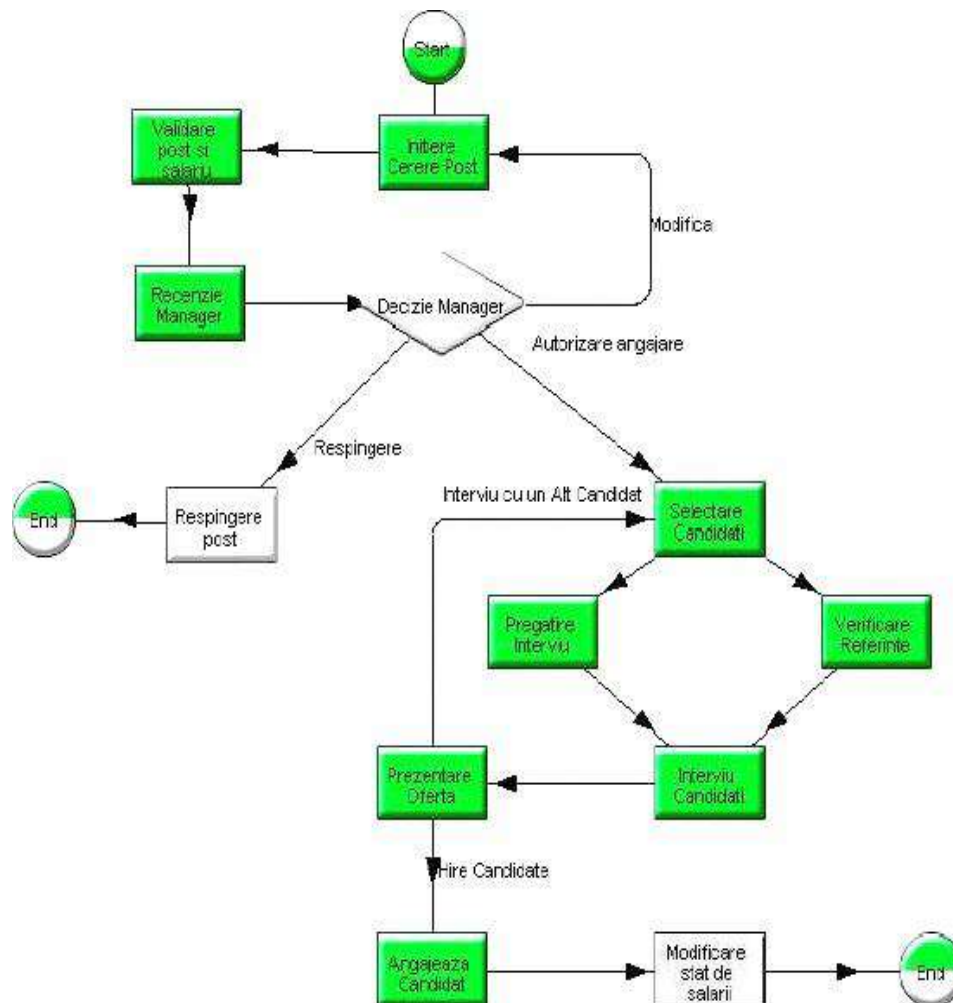 Start
Validare
post si
salariu
Initiere
Cerere Post
Modifica
Recenzie
Manager
Decizie Manager
Autorizare angajare
Respingere
End
Respingere
post
Interviu cu un Alt Candidat
Selectare
Candidati
Pregatire
Interviu
Verificare
Referinte
Prezentare
Oferta
Interviu
Candidati
Hire Candidate
Angajeaza
Candidat
Modificare
stat de
salarii
End